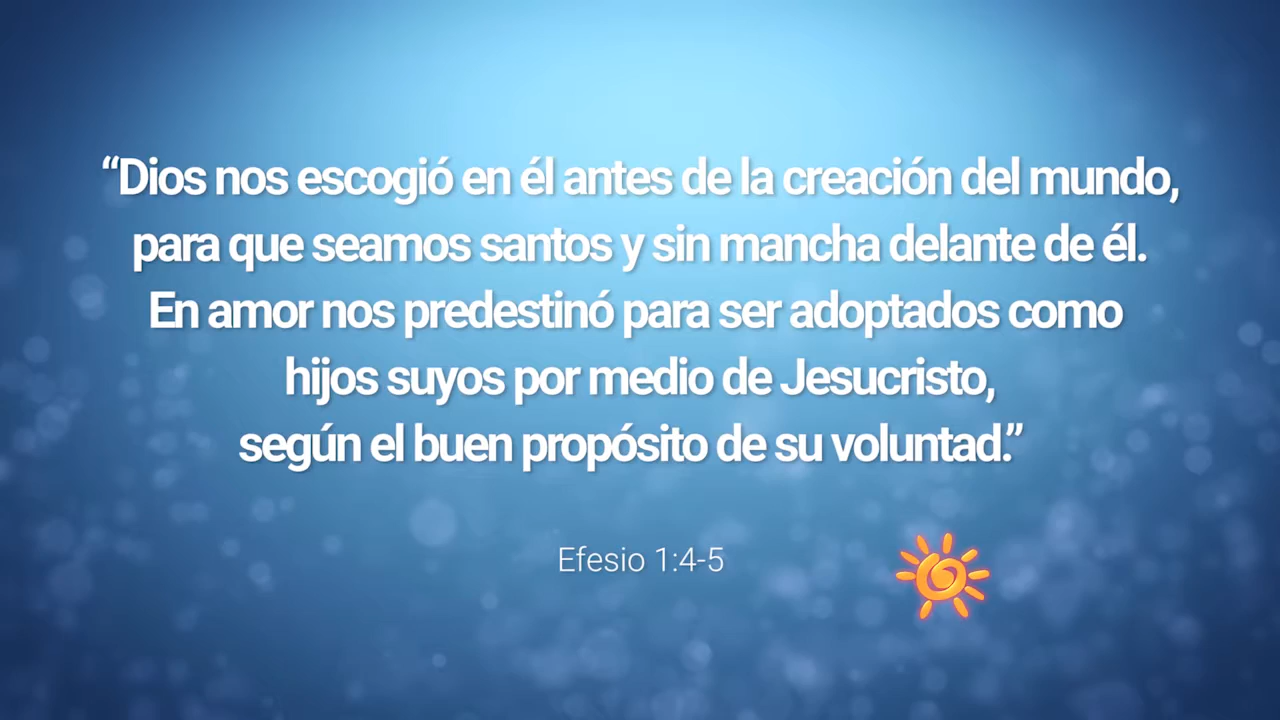 “Dios nos escogió en él antes de la creación del mundo,
para que seamos santos y sin mancha delante de él.
En amor nos predestinó para ser adoptados como
hijos suyos por medio de Jesucristo,
según el buen propósito de su voluntad.”
Efesio 1:4-5